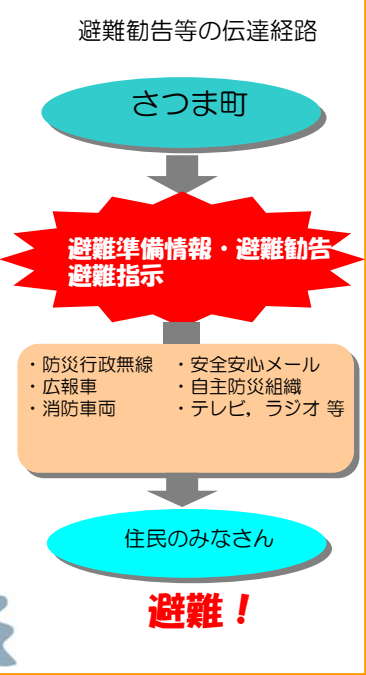 避難勧告等の伝達経路
さつま町
避難準備情報・避難勧告
避難指示
・防災行政無線　・安全安心メール
・広報車　・自主防災組織
・消防車両　・テレビ，ラジオ 等
住民のみなさん
避難！